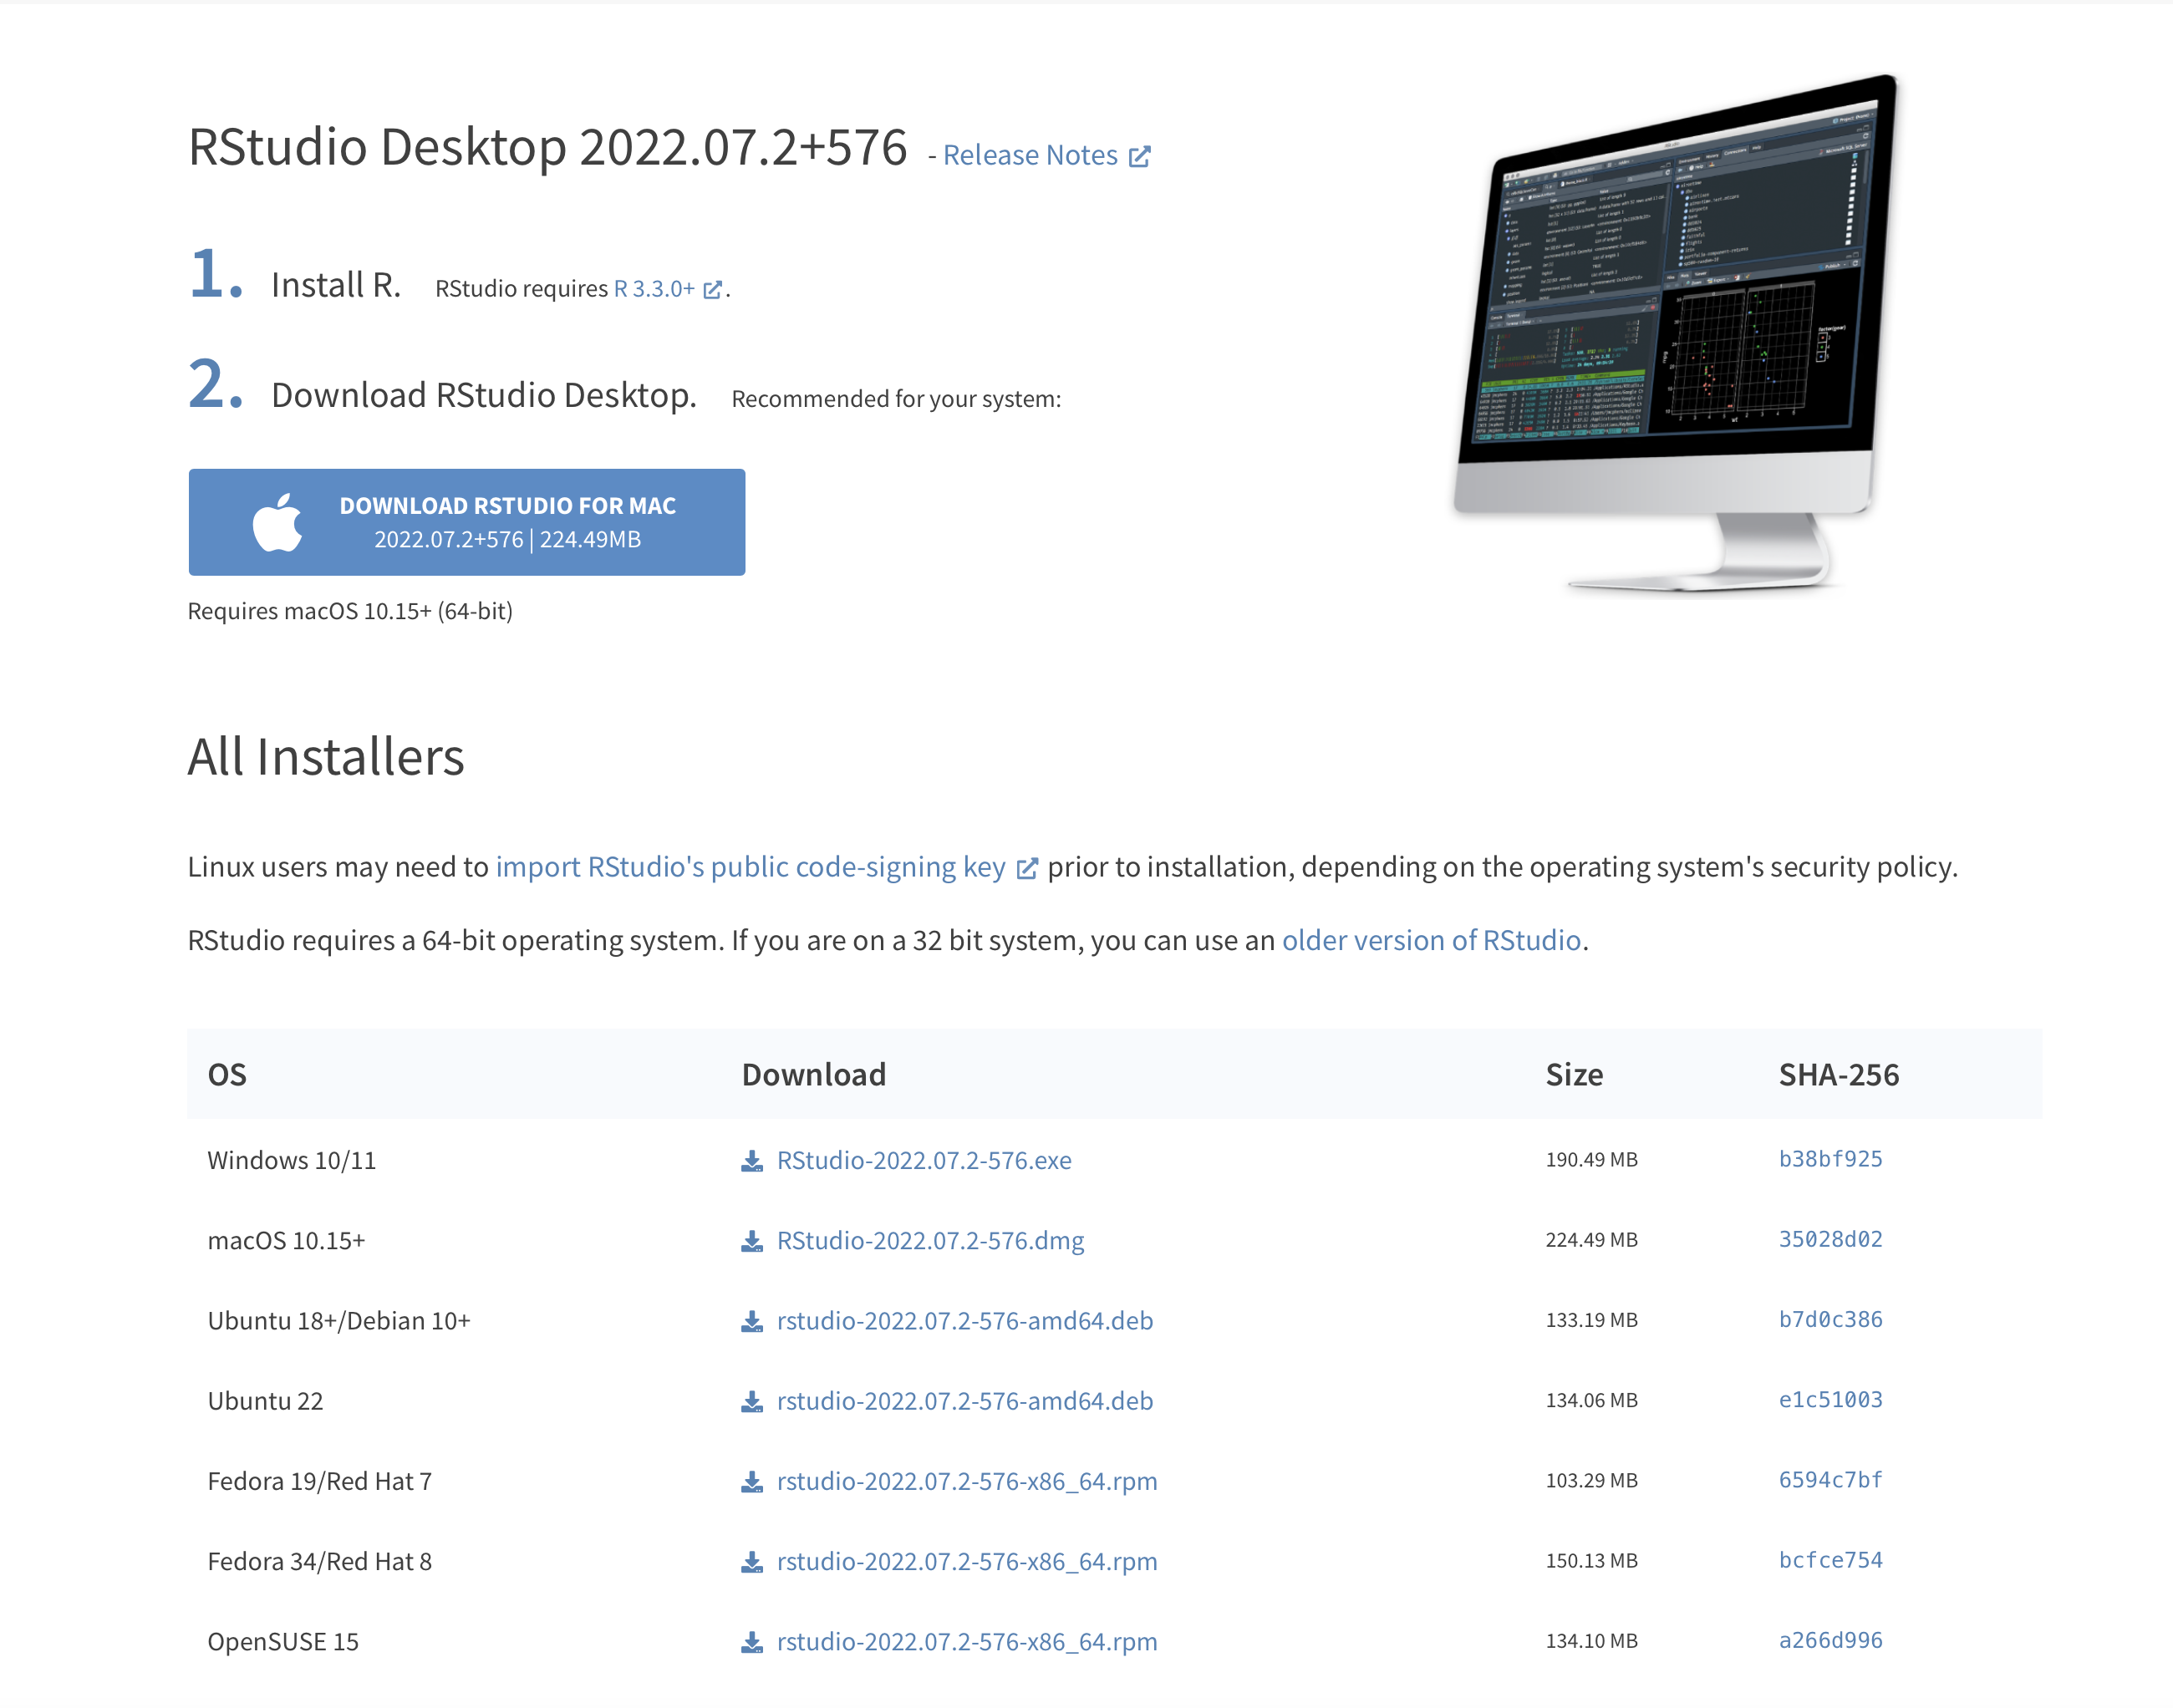 RStudio Desktop 2022.07.2+576 - Release Notes
1. Install R. RStudio requires R 3.3.0+ .
2. Download RStudio Desktop. Recommended for your system:
DOWNLOAD RSTUDIO FOR MAC
2022.07.2+576 | 224.49MB
Requires macOS 10.15+ (64-bit)
All Installers
Linux users may need to import RStudio's public code-signing key prior to installation, depending on the operating system's security policy.
RStudio requires a 64-bit operating system. If you are on a 32 bit system, you can use an older version of RStudio.
OS Download Size SHA-256
Windows 10/11 RStudio-2022.07.2-576.exe 190.49 MB b38bf925
macOS 10.15+ RStudio-2022.07.2-576.dmg 224.49 MB 35028d02
Ubuntu 18+/Debian 10+ rstudio-2022.07.2-576-amd64.deb 133.19 MB b7d0c386
Ubuntu 22 rstudio-2022.07.2-576-amd64.deb 134.06 MB e1c51003
Fedora 19/Red Hat 7 rstudio-2022.07.2-576-x86_64.rpm 103.29 MB 6594c7bf
Fedora 34/Red Hat 8 rstudio-2022.07.2-576-x86_64.rpm 150.13 MB bcfce754
OpenSUSE 15 rstudio-2022.07.2-576-x86_64.rpm 134.10 MB a266d996